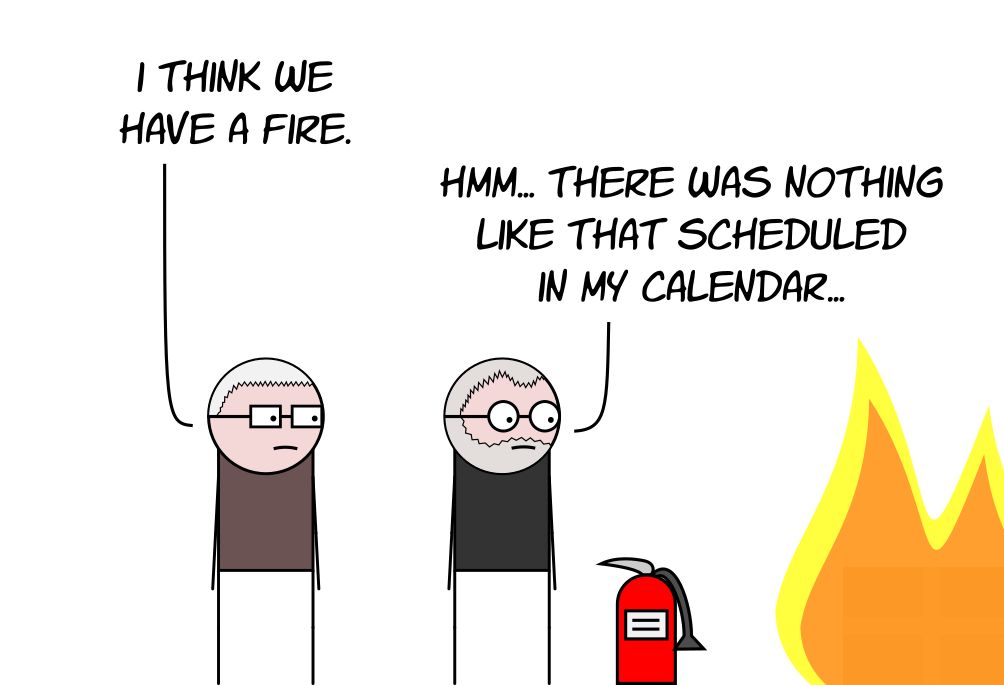 I THINK WE
HAVE A FIRE.
HMM... THERE WAS NOTHING
LIKE THAT SCHEDULED
IN MY CALENDAR...